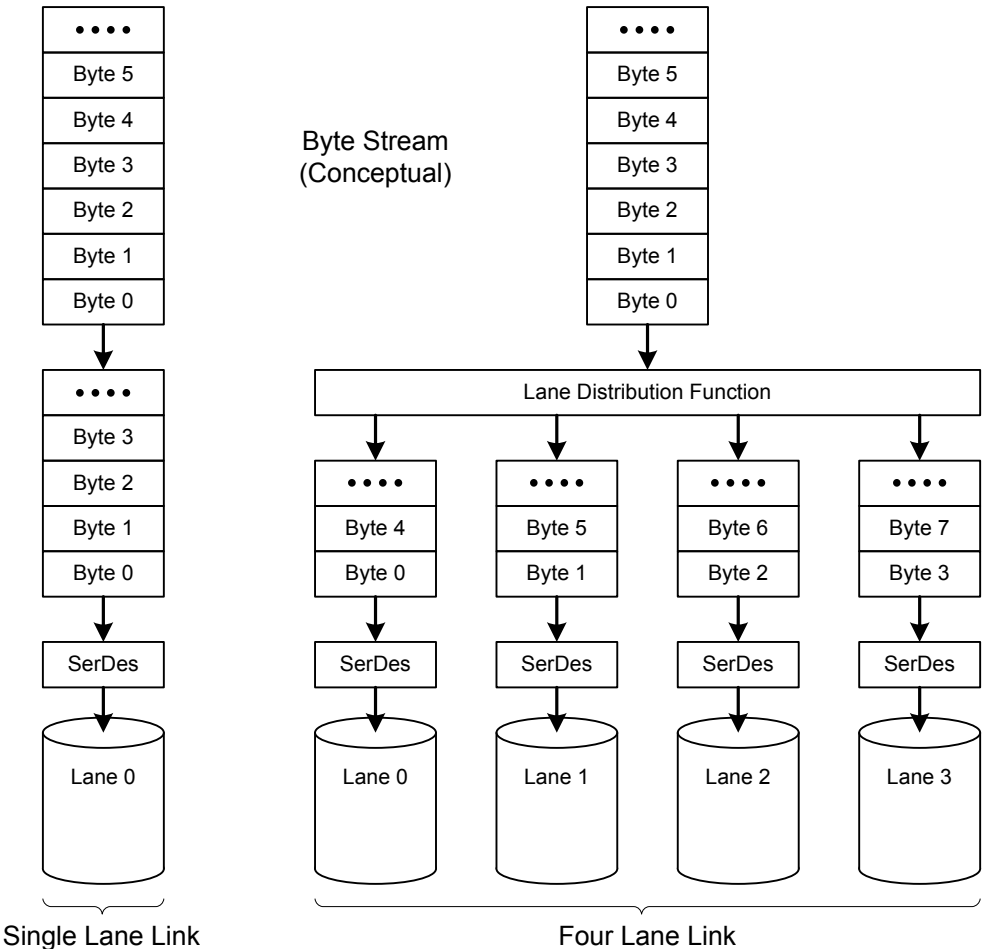 ••••
Byte 5
Byte 4
Byte 3
Byte 2
Byte 1
Byte 0
••••
Byte 3
Byte 2
Byte 1
Byte 0
SerDes
Lane 0
Single Lane Link
Byte Stream
(Conceptual)
••••
Byte 5
Byte 4
Byte 3
Byte 2
Byte 1
Byte 0
Lane Distribution Function
••••
Byte 4
Byte 0
SerDes
Lane 0
••••
Byte 5
Byte 1
SerDes
Lane 1
••••
Byte 6
Byte 2
SerDes
Lane 2
••••
Byte 7
Byte 3
SerDes
Lane 3
Four Lane Link